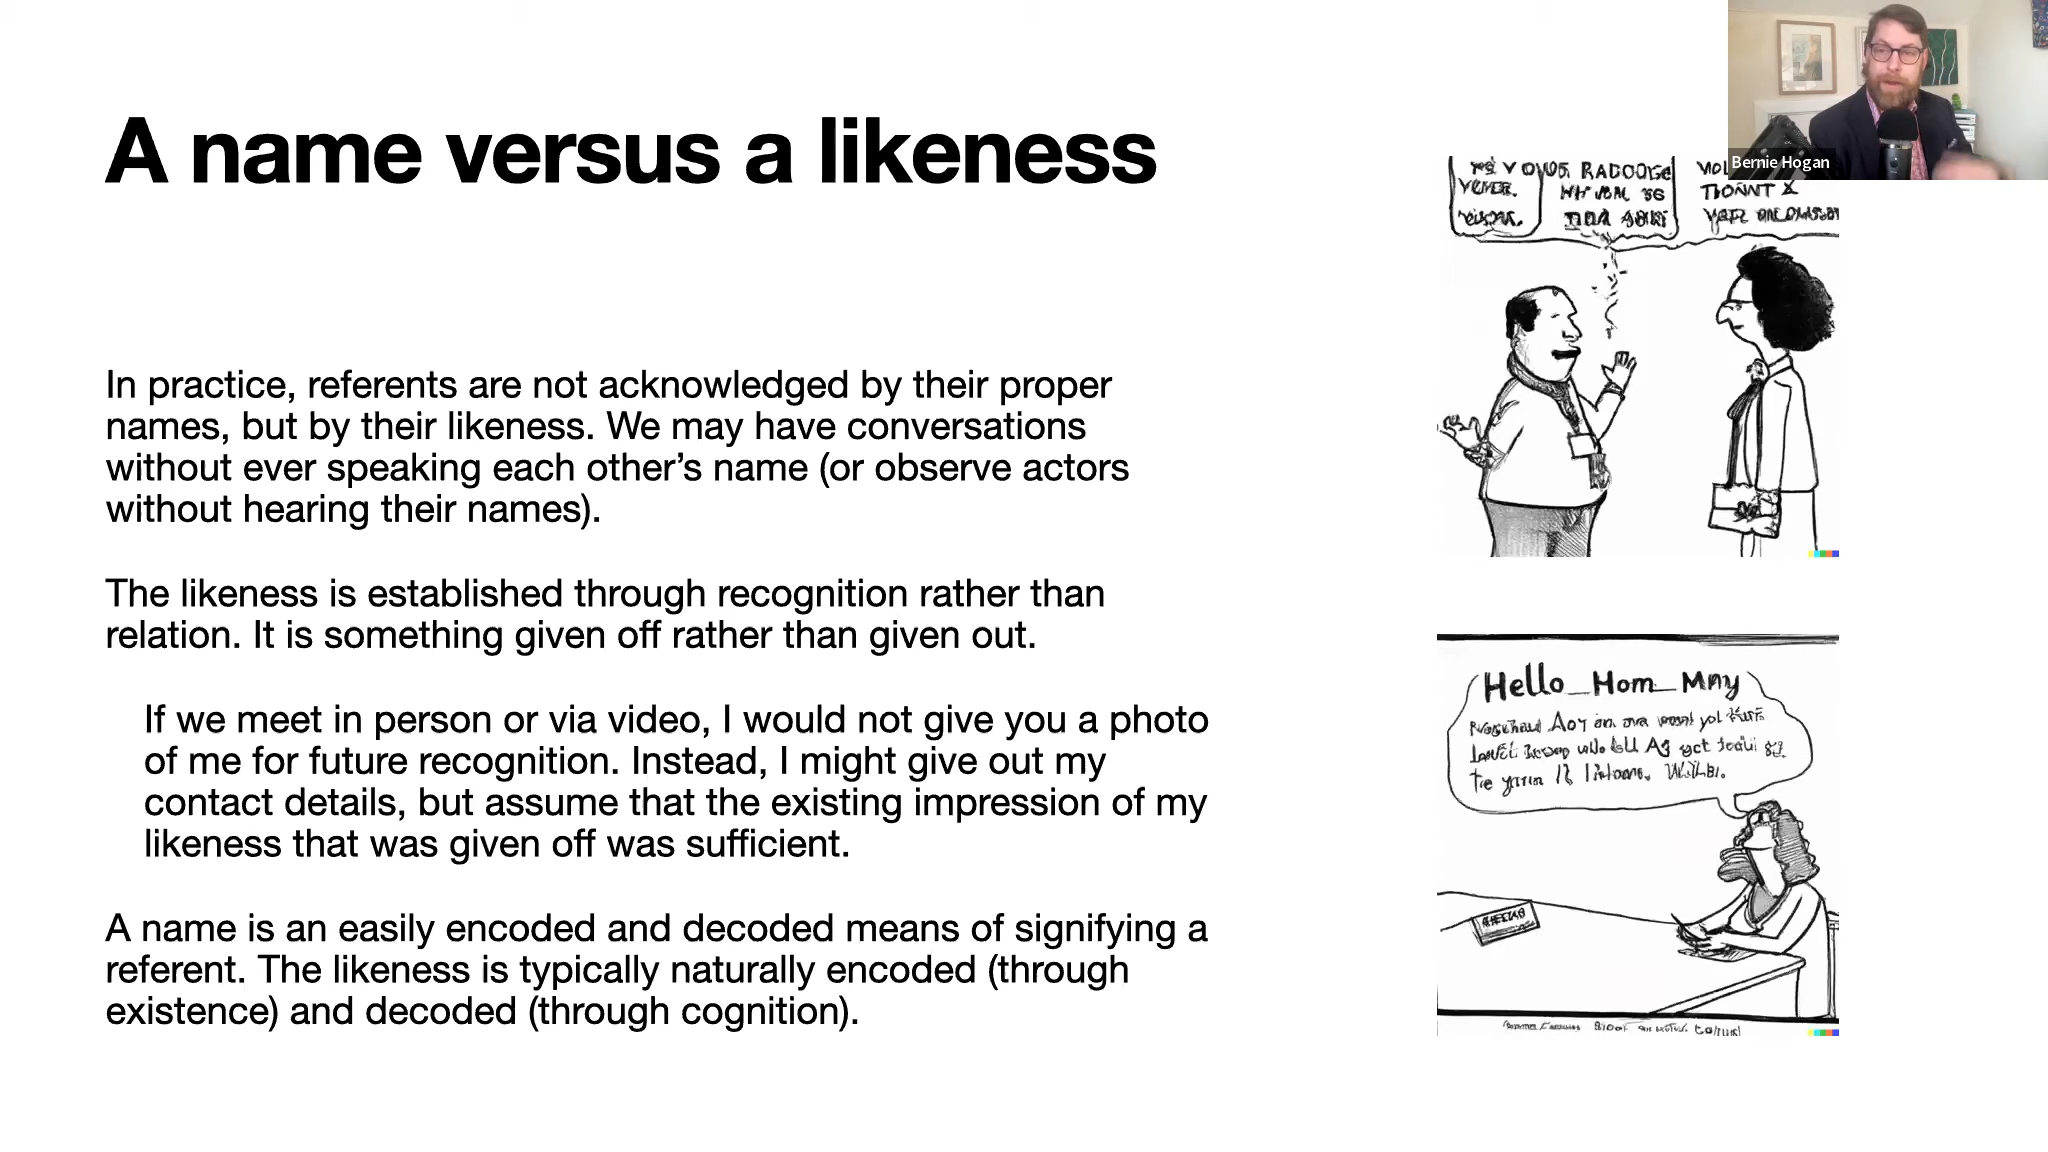 A name versus a likeness
Bernie Hogan
In practice, referents are not acknowledged by their proper
names, but by their likeness. We may have conversations
without ever speaking each other’s name (or observe actors
without hearing their names).
The likeness is established through recognition rather than
relation. It is something given off rather than given out.
If we meet in person or via video, I would not give you a photo
of me for future recognition. Instead, I might give out my
contact details, but assume that the existing impression of my
likeness that was given off was sufficient.
A name is an easily encoded and decoded means of signifying a
referent. The likeness is typically naturally encoded (through
existence) and decoded (through cognition).
Hello_Hom_Mny